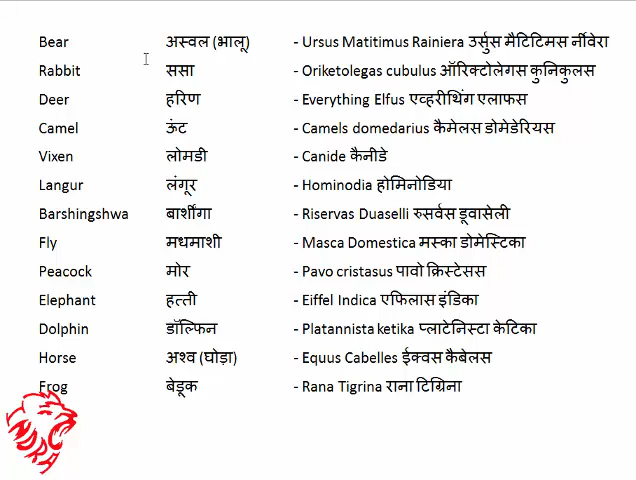 Bear अस्वल (भालू) - Ursus Matitimus Rainiera उर्सुस मैटिटिमस र्नीवेरा
Rabbit ससा - Oriketolegas cubulus ऑरिक्टोलेगस कुनिकुलस
Deer हरिण - Everything Elfus एव्हरीथिंग एलाफस
Camel ऊंट - Camels domedarius कैमेलस डोमेडेरियस
Vixen लोमडी - Canide कैनीडे
Langur लंगूर - Hominodia होमिनोडिया
Barshingshwa बार्शींगा - Riservas Duaselli रुसर्वस डूवासेली
Fly मधमाशी - Masca Domestica मस्का डोमेस्टिका
Peacock मोर - Pavo cristasus पावो क्रिस्टेसस
Elephant हत्ती - Eiffel Indica एफिलास इंडिका
Dolphin डॉल्फिन - Platannista ketika प्लाटेनिस्टा केटिका
Horse अश्व (घोड़ा) - Equus Cabelles ईक्वस कैबेलस
Frog बेडूक - Rana Tigrina राना टिग्रिना